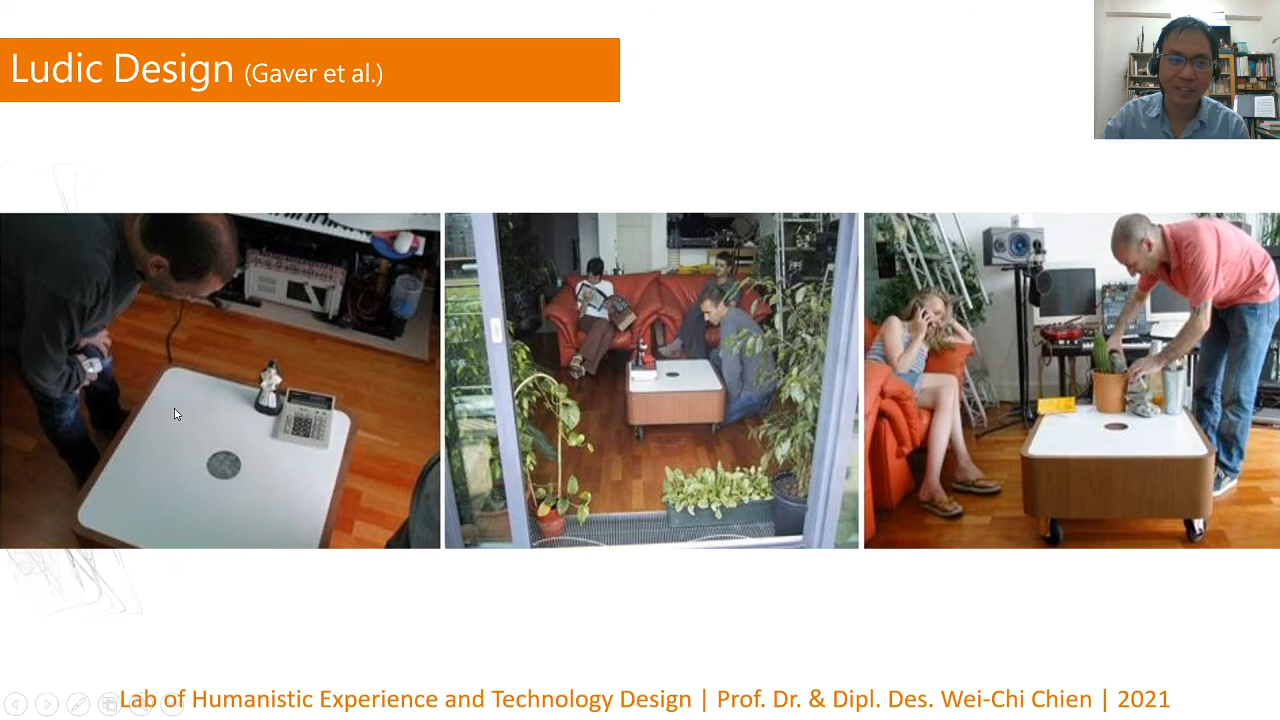 Ludic Design (Gaver et al.)
Lab of Humanistic Experience and Technology Design | Prof. Dr. & Dipl. Des. Wei-Chi Chien | 2021